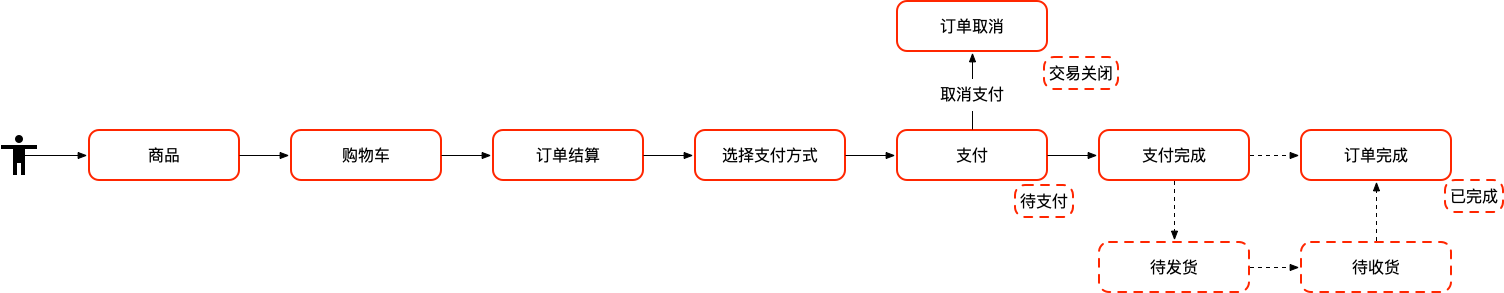 订单取消
交易关闭
取消支付
商品
购物车
订单结算
选择支付方式
支付
支付完成
订单完成
待支付
已完成
待发货
待收货